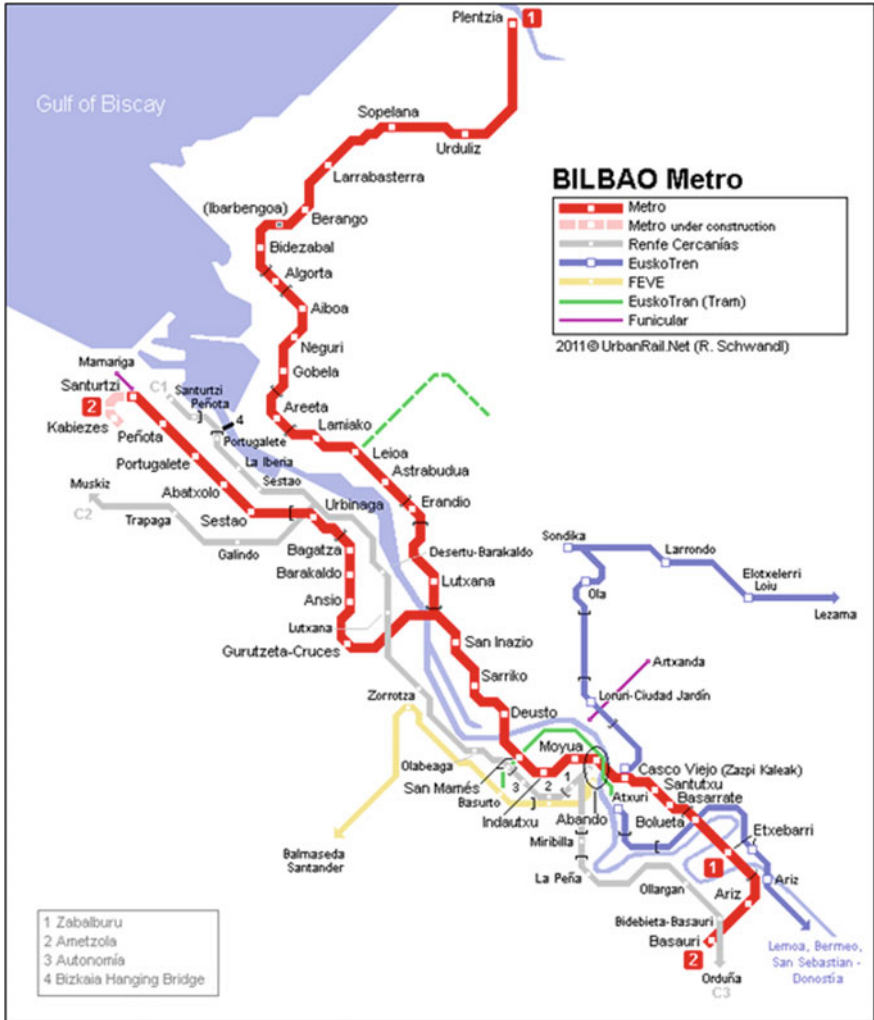 Plentzia
1
Gulf of Biscay
Sopelana
Urduliz
Larrabasterra
BILBAO Metro
(Ibarbengoa)
Berango
Metro
Metro under construction
Bidezabal
Renfe Cercanías
EuskoTren
Algorta
FEVE
EuskoTran (Tram)
Aiboa
Funicular
2011© UrbanRail.Net (R. Schwandl)
Neguri
Mamariga
Gobela
Santurtzi
C1
Santurtzi
Peñota
2
Areeta
4
Kabiezes
Lamiako
Peñota
Portugalete
Leioa
Portugalete
La Iberia
Astrabudua
Muskiz
Abatxolo
Sestao
Erandio
C2
Trapaga
Sestao
Urbinaga
Sondika
Galindo
Bagatza
Desertu-Barakaldo
Larrondo
Barakaldo
Lutxana
Ola
Elotxelerri
Loiu
Ansio
Lezama
Lutxana
San Inazio
Gurutzeta-Cruces
Artxanda
Sarriko
Zorrotza
Loruri-Ciudad Jardín
Deusto
Moyua
Olabeaga
Casco Viejo (Zazpi Kaleak)
San Mamés
3
2
1
Santutxu
Basurto
Atxuri
Basarrate
Indautxu
Abando
Bolueta
Etxebarri
Miribilla
Balmaseda
Santander
La Peña
1
Ariz
Ollargan
Ariz
1 Zabalburu
2 Ametzola
3 Autonomía
4 Bizkaia Hanging Bridge
Bidebieta-Basauri
Basauri
2
Lemoa, Bermeo,
San Sebastian -
Donostia
Orduña
C3